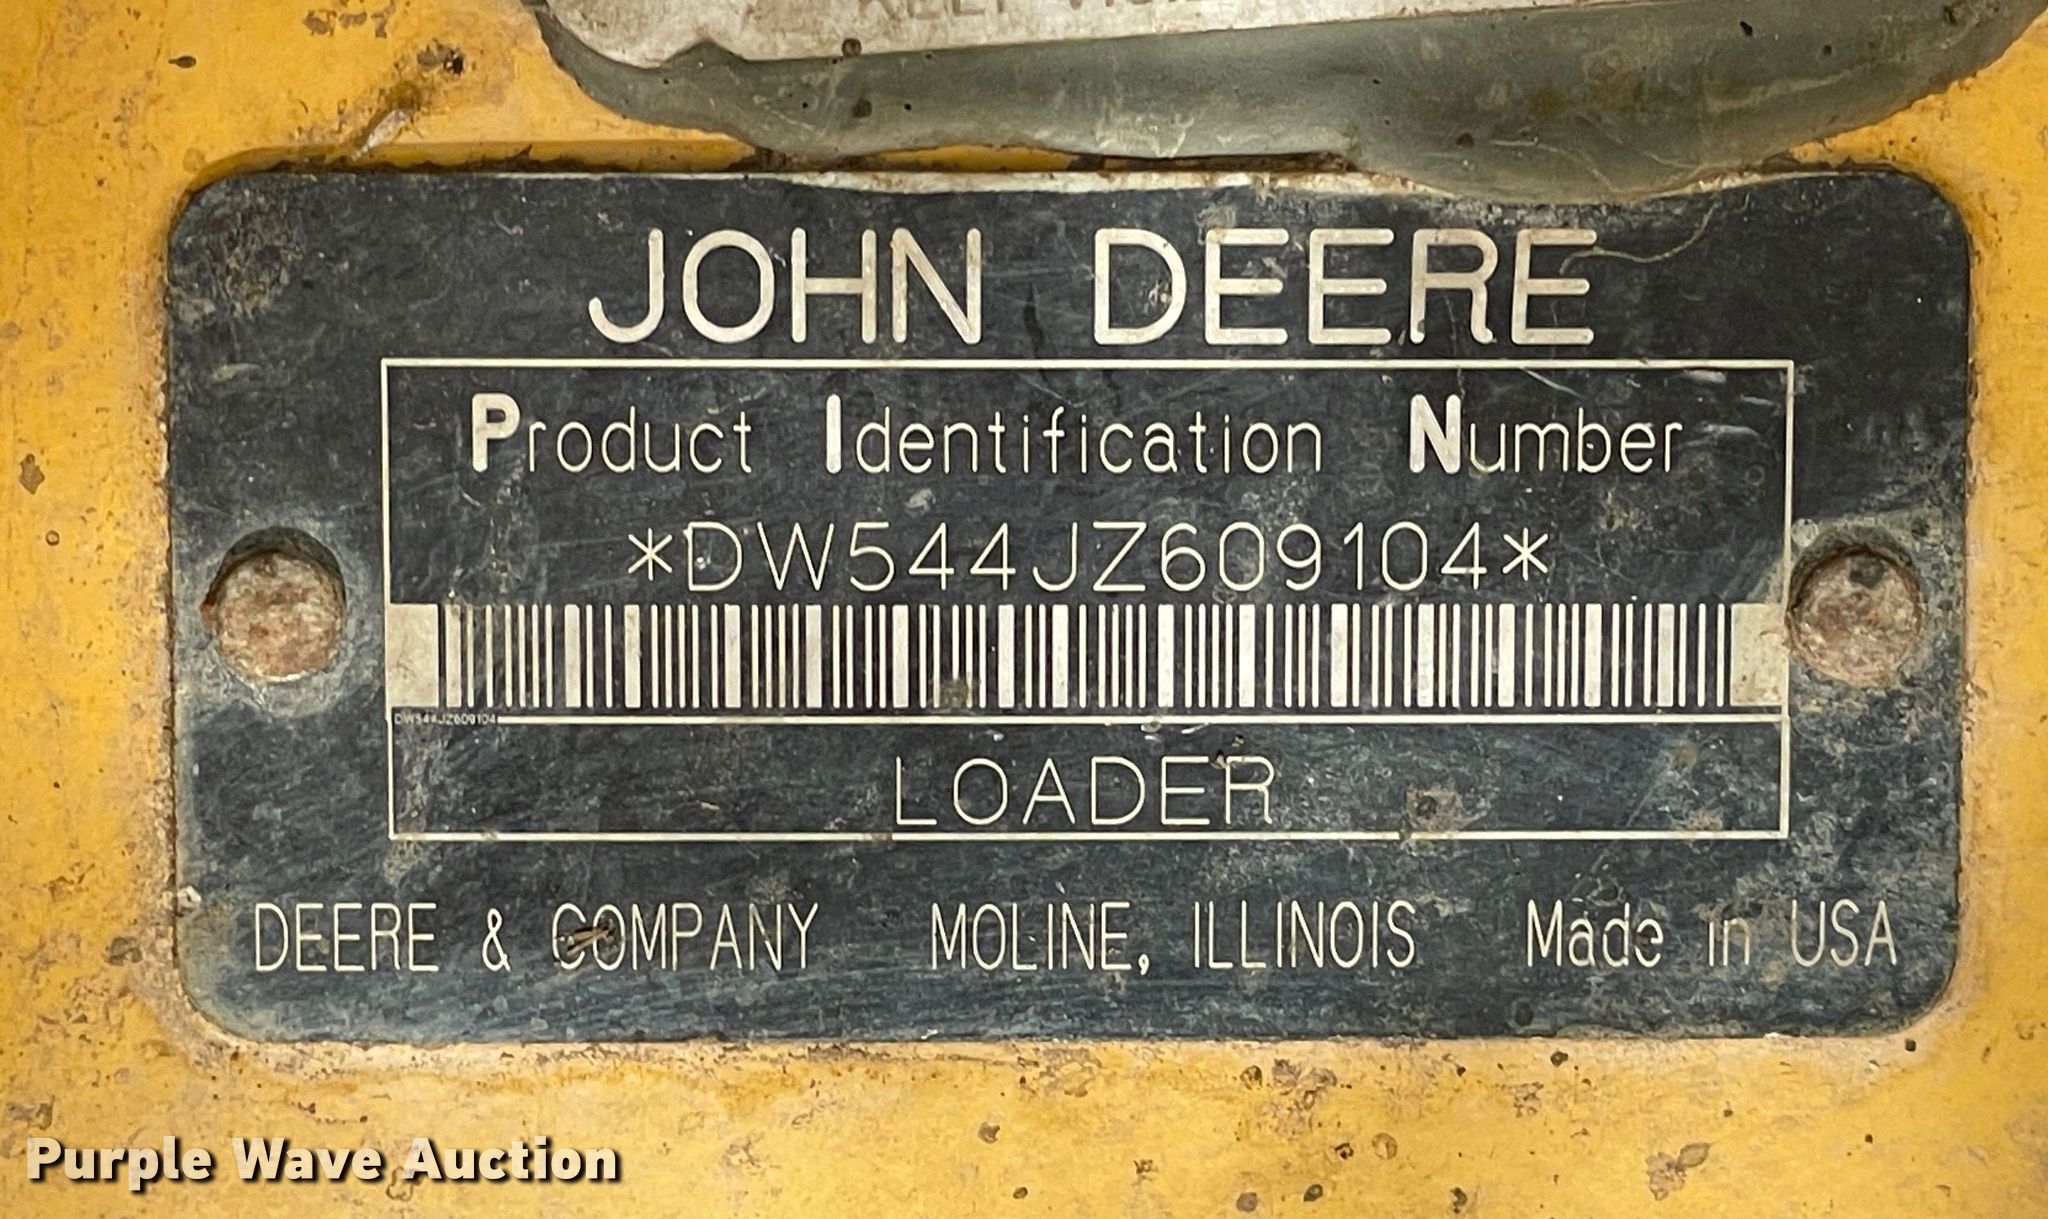 JOHN DEERE
Product Identification Number
*DW544JZ609104*
DW544JZ609104
LOADER
DEERE & COMPANY MOLINE, ILLINOIS Made in USA
Purple Wave Auction